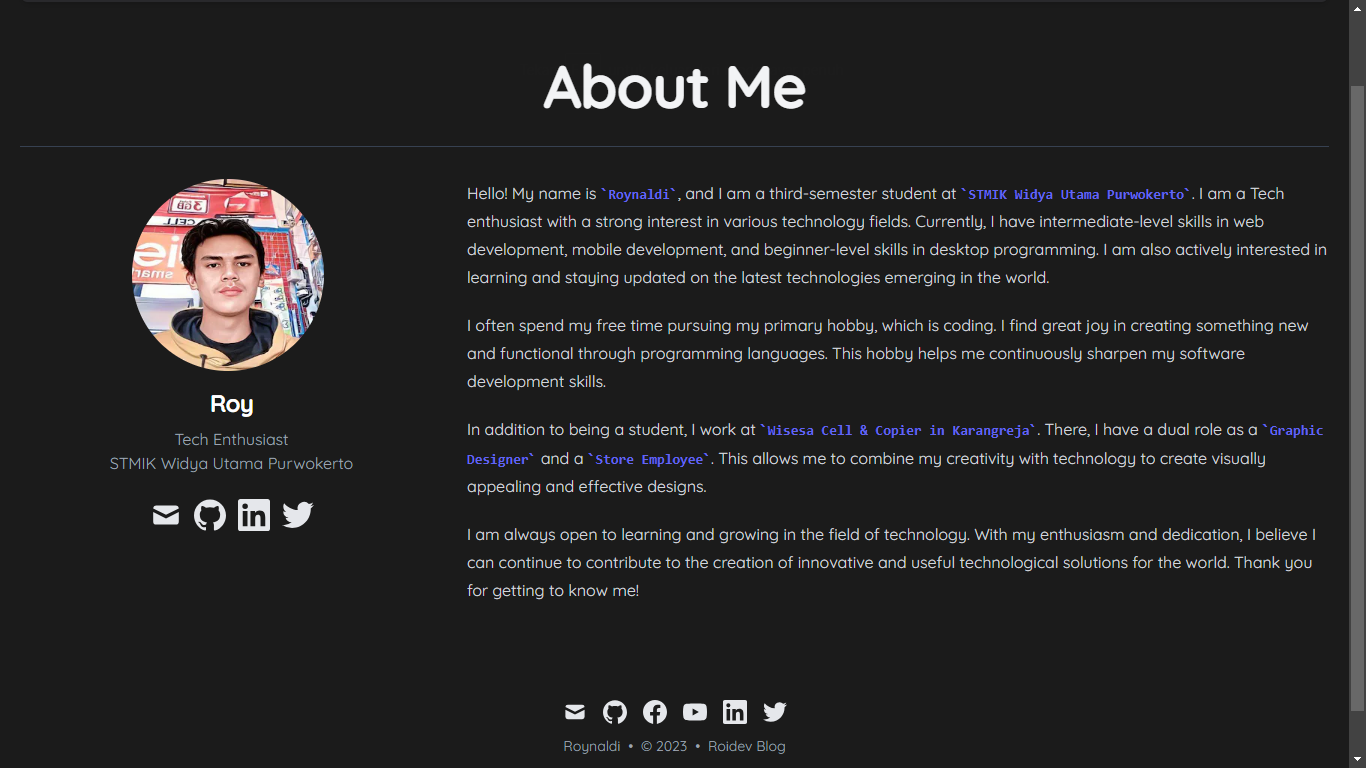 About Me
Roy
Tech Enthusiast
STMIK Widya Utama Purwokerto
Hello! My name is `Roynaldi`, and I am a third-semester student at `STMIK Widya Utama Purwokerto`. I am a Tech
enthusiast with a strong interest in various technology fields. Currently, I have intermediate-level skills in web
development, mobile development, and beginner-level skills in desktop programming. I am also actively interested in
learning and staying updated on the latest technologies emerging in the world.
I often spend my free time pursuing my primary hobby, which is coding. I find great joy in creating something new
and functional through programming languages. This hobby helps me continuously sharpen my software
development skills.
In addition to being a student, I work at `Wisesa Cell & Copier in Karangreja`. There, I have a dual role as a `Graphic
Designer` and a `Store Employee`. This allows me to combine my creativity with technology to create visually
appealing and effective designs.
I am always open to learning and growing in the field of technology. With my enthusiasm and dedication, I believe I
can continue to contribute to the creation of innovative and useful technological solutions for the world. Thank you
for getting to know me!
Roynaldi • © 2023 • Roidev Blog